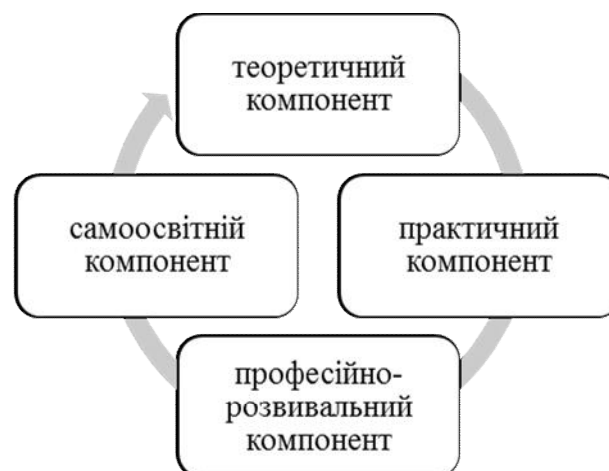 теоретичний
компонент
самоосвітній
компонент
практичний
компонент
професійно-
розвивальний
компонент